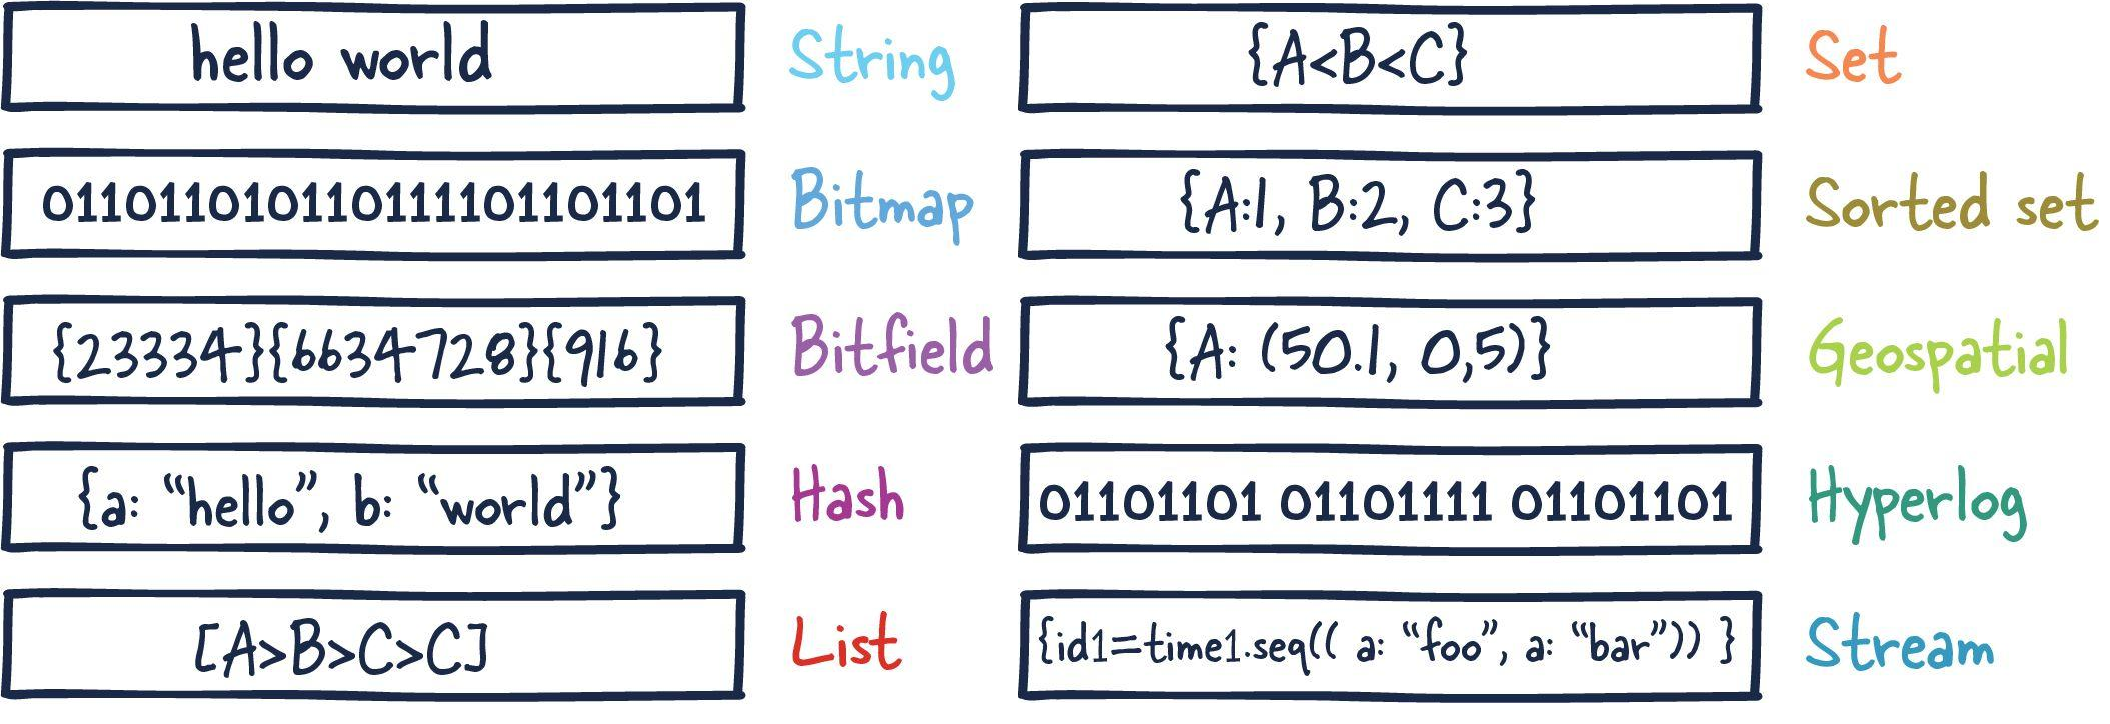 hello world String
011011010110111101101101 Bitmap
{23334}{6634728}{916} Bitfield
{a: “hello”, b: “world”} Hash
[A>B>C>C] List
{A<B<C} Set
{A:1, B:2, C:3} Sorted set
{A: (50.1, 0,5)} Geospatial
01101101 01101111 01101101 Hyperlog
{id1=time1.seq(( a: “foo”, a: “bar”)) } Stream